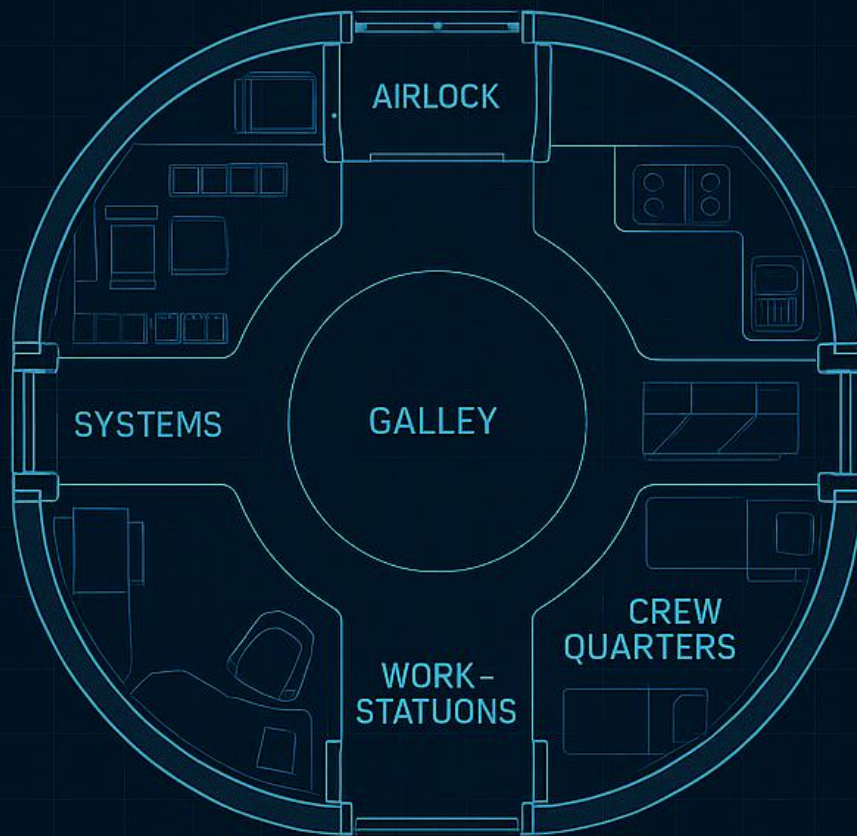 AIRLOCK
SYSTEMS
GALLEY
CREW
QUARTERS
WORK-
STATUONS